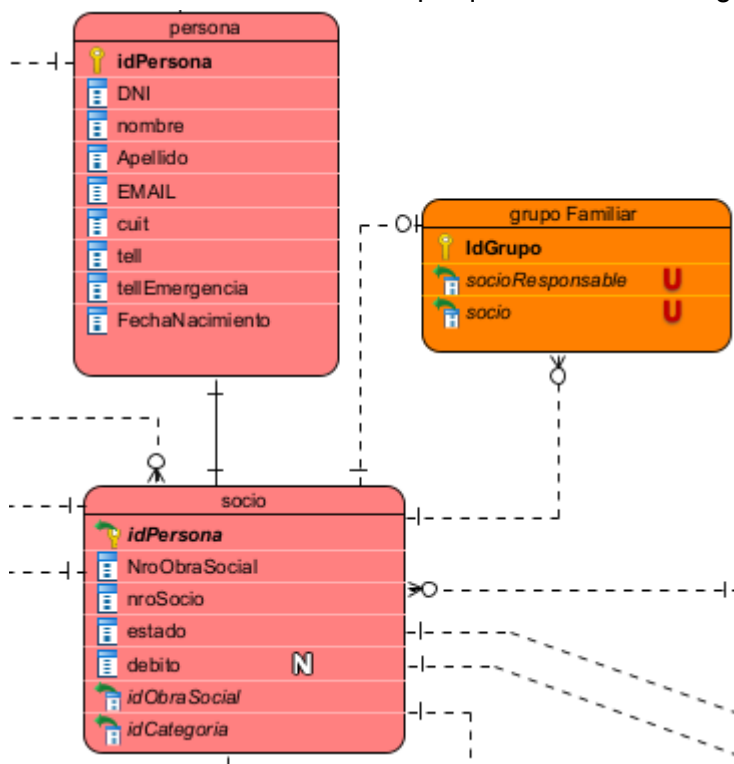 persona
idPersona
DNI
nombre
Apellido
EMAIL
cuit
tell
tellEmergencia
FechaNacimiento
grupo Familiar
IdGrupo
socioResponsable U
socio U
socio
idPersona
NroObraSocial
nroSocio
estado
debito N
idObraSocial
idCategoria